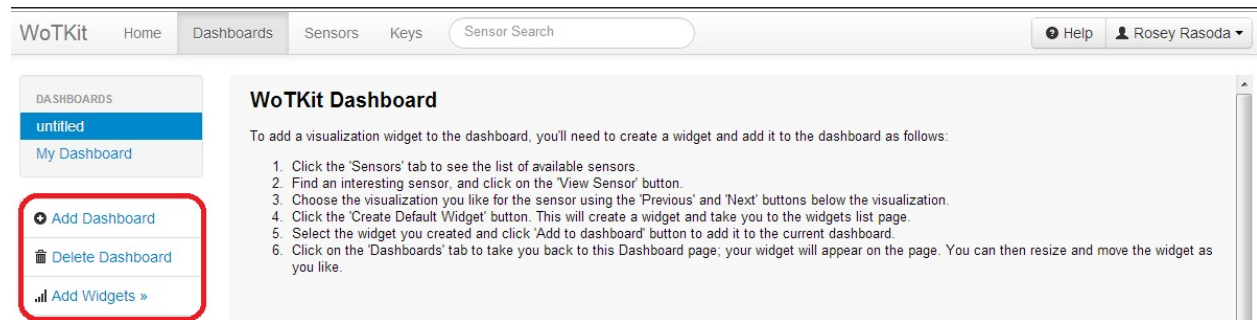 WoTKit Home Dashboards Sensors Keys Sensor Search Help Rosey Rasoda
DASHBOARDS
untitled
My Dashboard
Add Dashboard
Delete Dashboard
Add Widgets »
WoTKit Dashboard
To add a visualization widget to the dashboard, you'll need to create a widget and add it to the dashboard as follows:
1. Click the 'Sensors' tab to see the list of available sensors.
2. Find an interesting sensor, and click on the 'View Sensor' button.
3. Choose the visualization you like for the sensor using the 'Previous' and 'Next' buttons below the visualization.
4. Click the 'Create Default Widget' button. This will create a widget and take you to the widgets list page.
5. Select the widget you created and click 'Add to dashboard' button to add it to the current dashboard.
6. Click on the 'Dashboards' tab to take you back to this Dashboard page; your widget will appear on the page. You can then resize and move the widget as
you like.